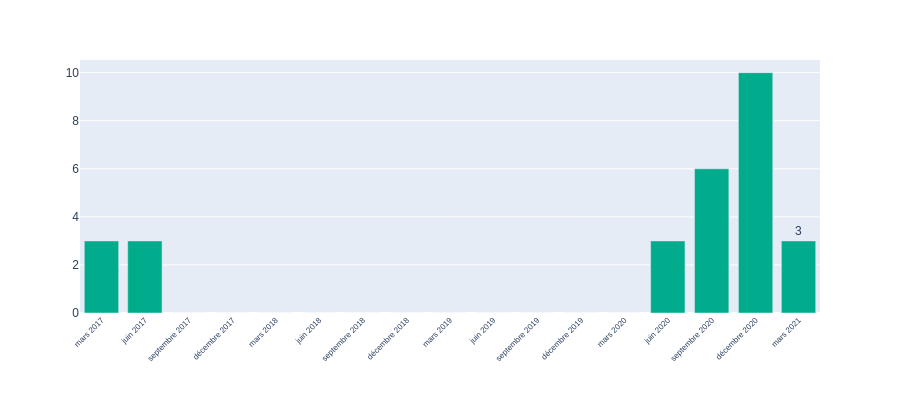 10
8
6
4
2
0
3
mars 2017
juin 2017
septembre 2017
décembre 2017
mars 2018
juin 2018
septembre 2018
décembre 2018
mars 2019
juin 2019
septembre 2019
décembre 2019
mars 2020
juin 2020
septembre 2020
décembre 2020
mars 2021